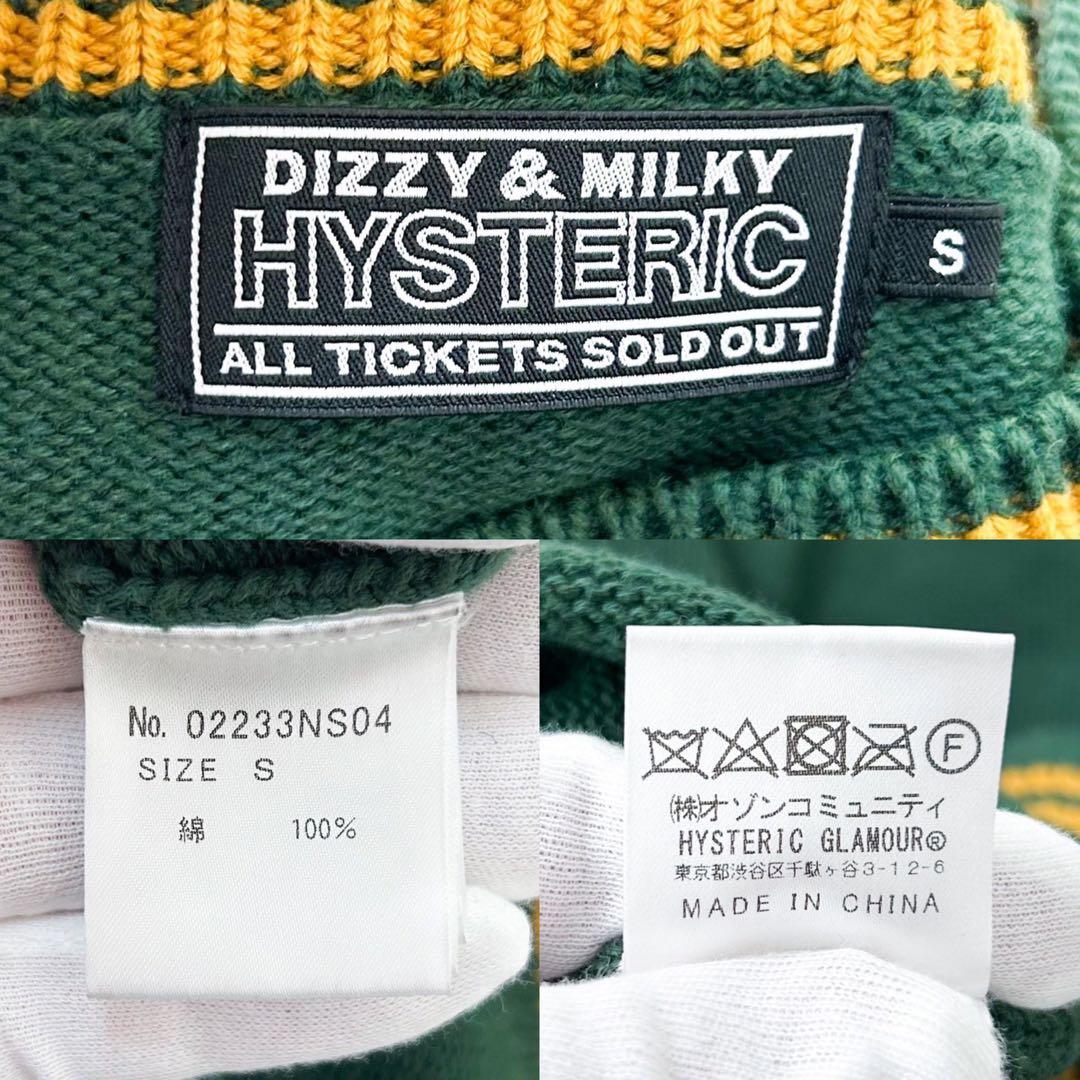 DIZZY & MILKY
HYSTERIC
ALL TICKETS SOLD OUT
S
No. 02233NS04
SIZE S
綿 100%
F
(株)オゾンコミュニティ
HYSTERIC GLAMOUR®
東京都渋谷区千駄ヶ谷3-12-6
MADE IN CHINA